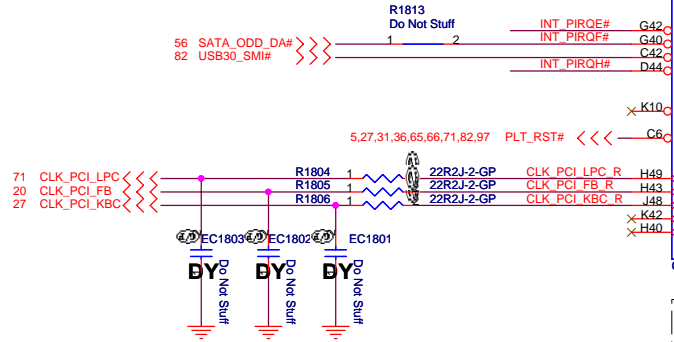 R1813
Do Not Stuff
INT_PIRQE# G42
56 SATA_ODD_DA# 1 2 INT_PIRQF# G40
82 USB30_SMI# C42
INT_PIRQH# D44
K10
5,27,31,36,65,66,71,82,97 PLT_RST# C6
71 CLK_PCI_LPC R1804 1 22R2J-2-GP CLK_PCI_LPC_R H49
20 CLK_PCI_FB R1805 1 22R2J-2-GP CLK_PCI_FB_R H43
27 CLK_PCI_KBC R1806 1 22R2J-2-GP CLK_PCI_KBC_R J48
K42
H40
EC1803 EC1802 EC1801
DY DY DY
Do Not Stuff Do Not Stuff Do Not Stuff